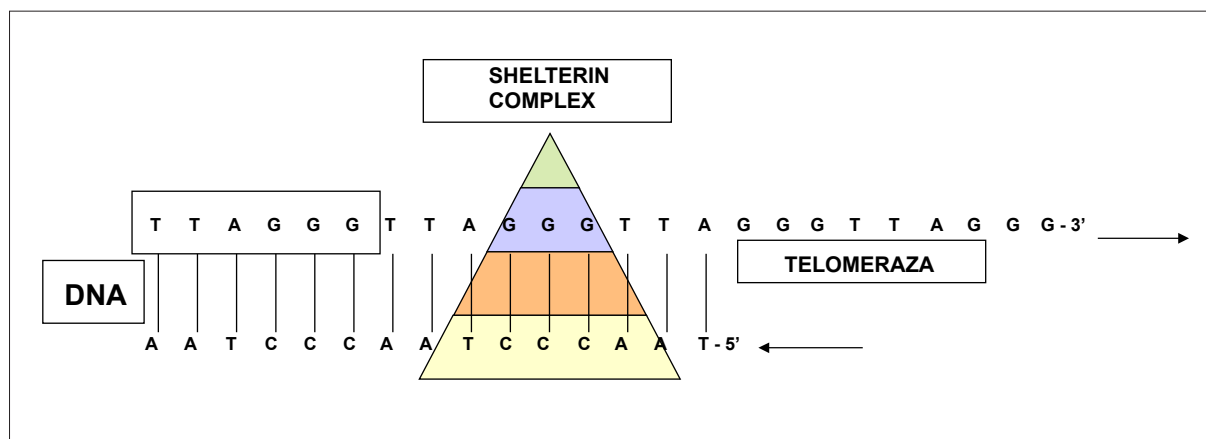 SHELTERIN
COMPLEX
T T A G G G T T A G G G T T A G G G T T A G G G - 3’
TELOMERAZA
DNA
A A T C C C A A T C C C A A T - 5’